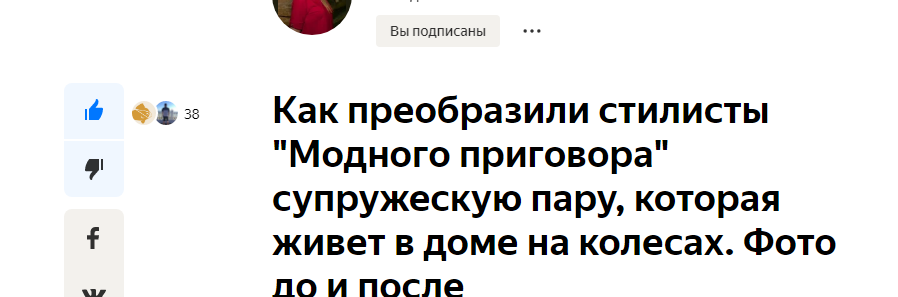 Вы подписаны
38
Как преобразили стилисты
"Модного приговора"
супружескую пару, которая
живет в доме на колесах. Фото
до и после